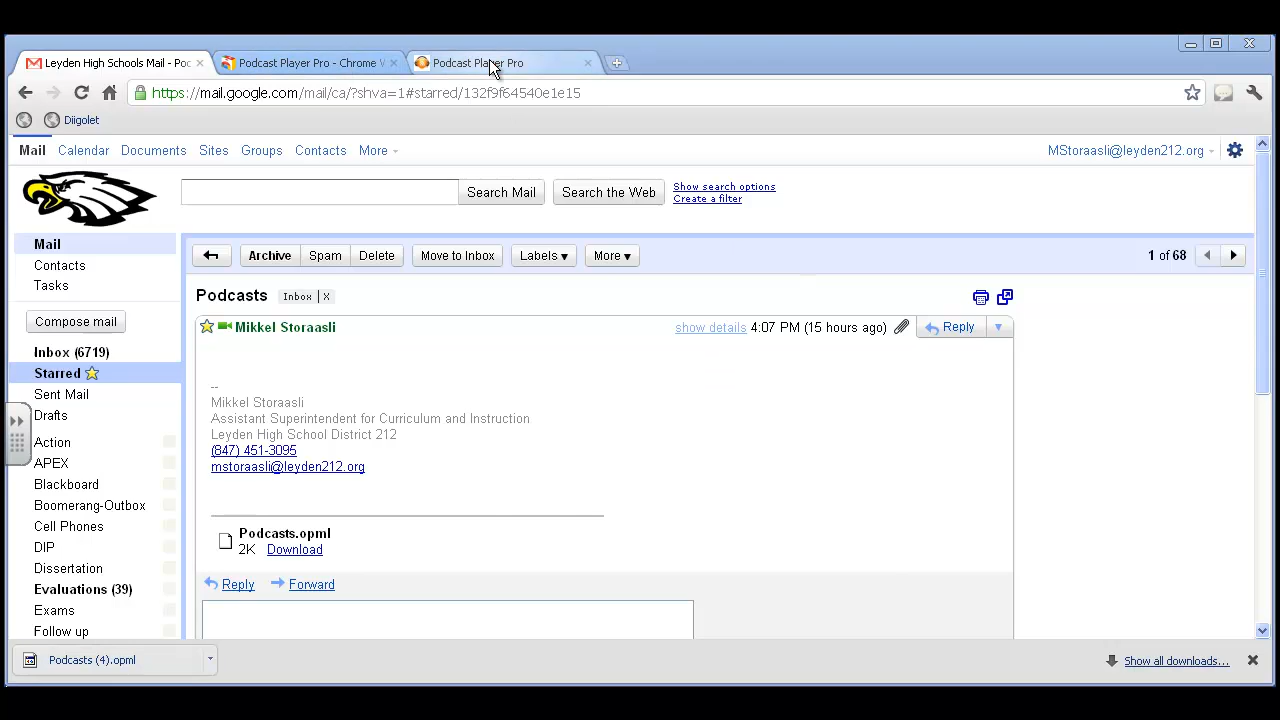 Leyden High Schools Mail - Poc
Podcast Player Pro - Chrome V
Podcast Player Pro
https://mail.google.com/mail/ca/?shva=1#starred/132f9f64540e1e15
Diigolet
Mail Calendar Documents Sites Groups Contacts More
MStoraasli@leyden212.org
Search Mail
Search the Web
Show search options
Create a filter
Mail
Contacts
Tasks
Compose mail
Inbox (6719)
Starred
Sent Mail
Drafts
Action
APEX
Blackboard
Boomerang-Outbox
Cell Phones
DIP
Dissertation
Evaluations (39)
Exams
Follow up
Archive Spam Delete Move to Inbox Labels More
1 of 68
Podcasts Inbox X
Mikkel Storaasli
show details 4:07 PM (15 hours ago)
Reply
--
Mikkel Storaasli
Assistant Superintendent for Curriculum and Instruction
Leyden High School District 212
(847) 451-3095
mstoraasli@leyden212.org
Podcasts.opml
2K Download
Reply Forward
Podcasts (4).opml
Show all downloads...